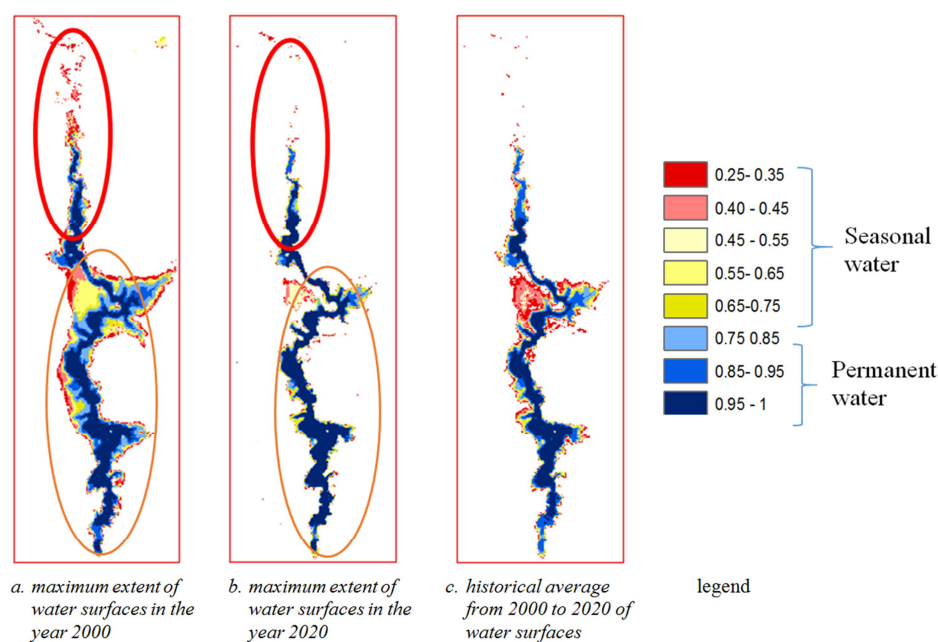 0.25- 0.35
0.40 - 0.45
0.45 - 0.55
0.55- 0.65
0.65-0.75
0.75 0.85
0.85- 0.95
0.95 - 1
Seasonal
water
Permanent
water
a. maximum extent of
water surfaces in the
year 2000
b. maximum extent of
water surfaces in the
year 2020
c. historical average
from 2000 to 2020 of
water surfaces
legend